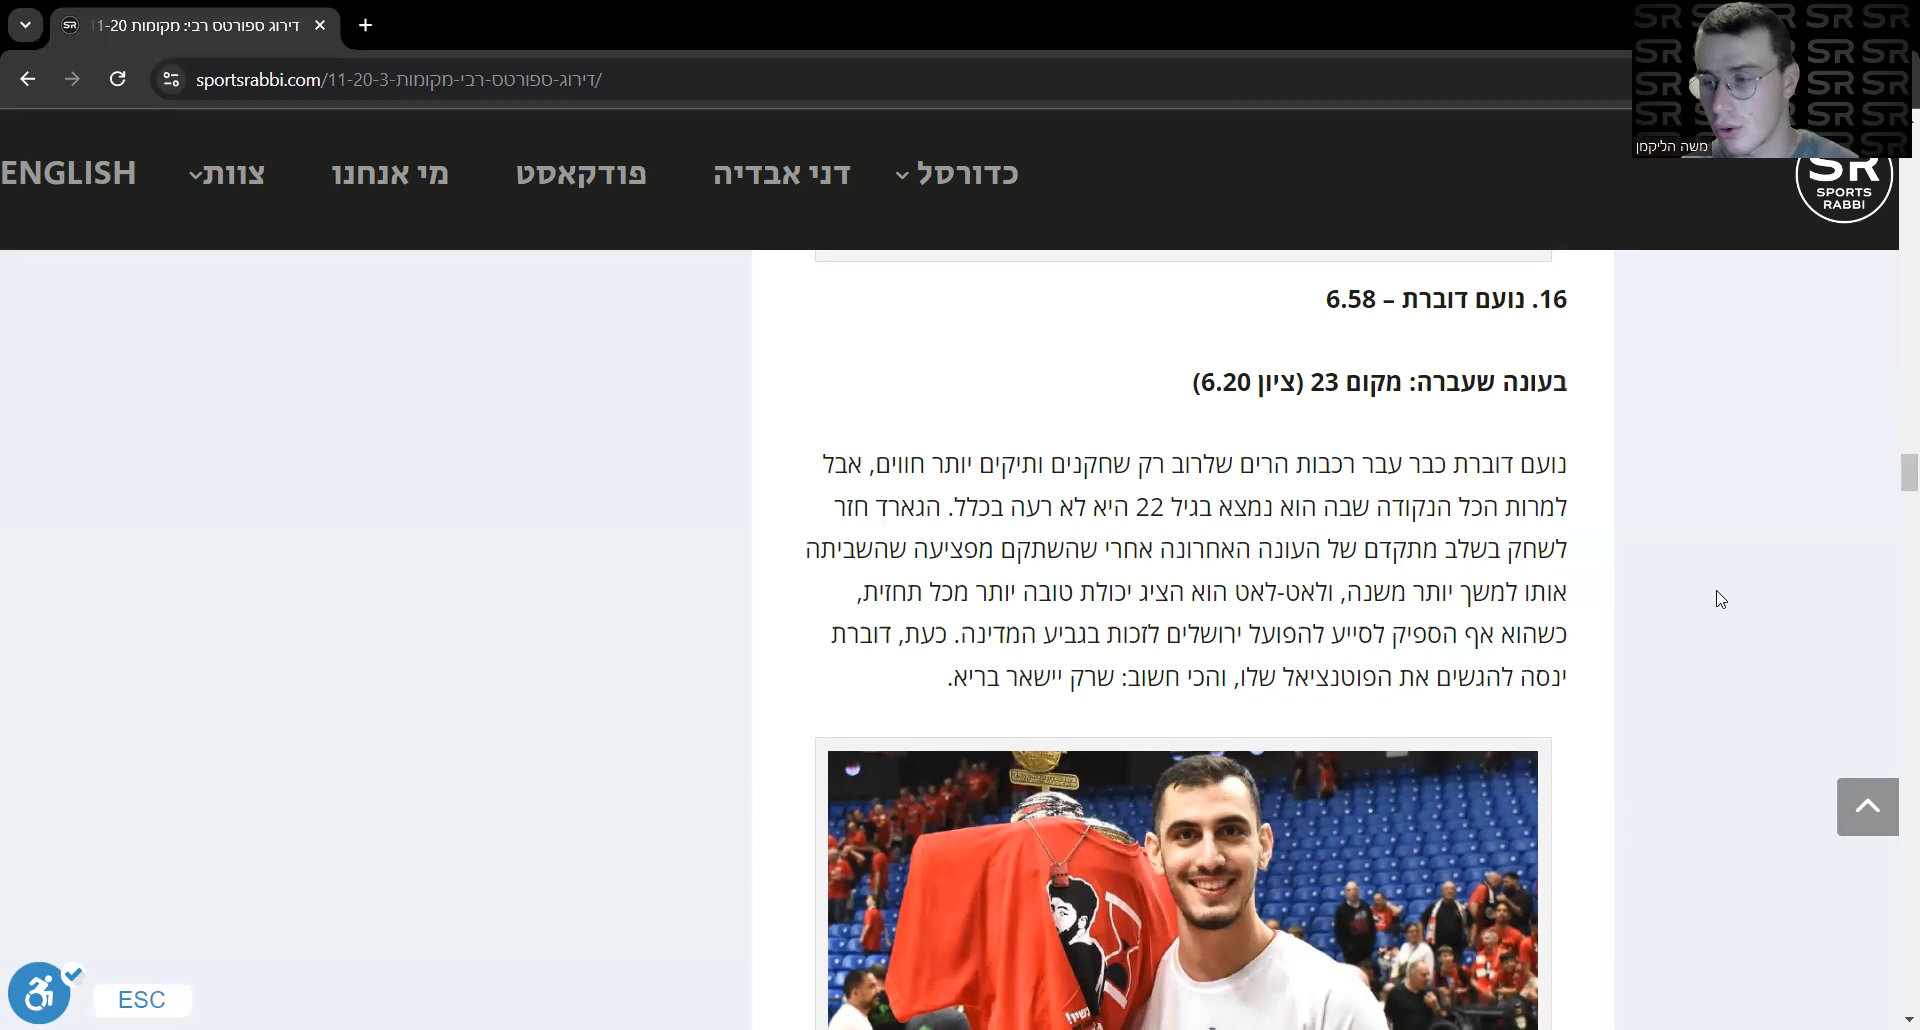 דירוג ספורטס רבי: מקומות 11-20
sportsrabbi.com/11-20-3-דירוג-ספורטס-רבי-מקומות/
SR
משה הליקמן
כדורסל
דני אבדיה
פודקאסט
מי אנחנו
צוות
ENGLISH
SR
SPORTS
RABBI
16. נועם דוברת – 6.58
בעונה שעברה: מקום 23 (ציון 6.20)
נועם דוברת כבר עבר רכבות הרים שלרוב רק שחקנים ותיקים יותר חווים, אבל
למרות הכל הנקודה שבה הוא נמצא בגיל 22 היא לא רעה בכלל. הגארד חזר
לשחק בשלב מתקדם של העונה האחרונה אחרי שהשתקם מפציעה שהשביתה
אותו למשך יותר משנה, ולאט-לאט הוא הציג יכולת טובה יותר מכל תחזית,
כשהוא אף הספיק לסייע להפועל ירושלים לזכות בגביע המדינה. כעת, דוברת
ינסה להגשים את הפוטנציאל שלו, והכי חשוב: שרק יישאר בריא.
ESC